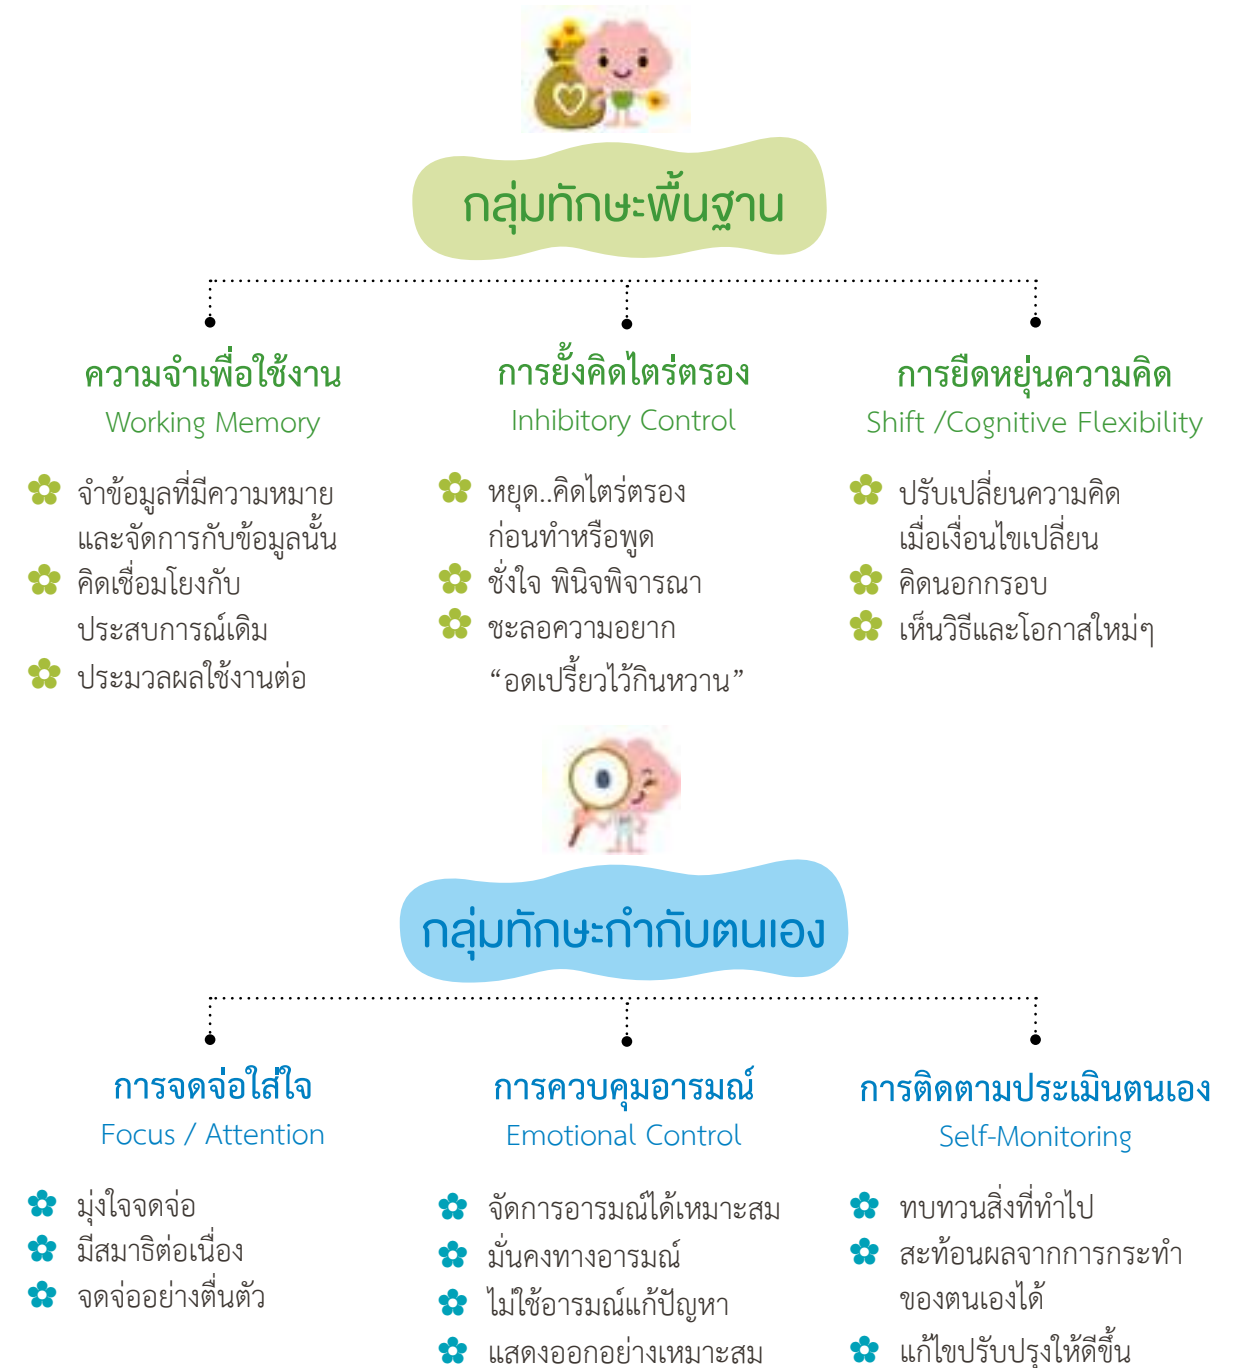 กลุ่มทักษะพื้นฐาน
ความจำเพื่อใช้งาน
Working Memory
จำข้อมูลที่มีความหมาย
และจัดการกับข้อมูลนั้น
คิดเชื่อมโยงกับ
ประสบการณ์เดิม
ประมวลผลใช้งานต่อ
การยั้งคิดไตร่ตรอง
Inhibitory Control
หยุด..คิดไตร่ตรอง
ก่อนทำหรือพูด
ชั่งใจ พินิจพิจารณา
ชะลอความอยาก
“อดเปรี้ยวไว้กินหวาน”
การยืดหยุ่นความคิด
Shift /Cognitive Flexibility
ปรับเปลี่ยนความคิด
เมื่อเงื่อนไขเปลี่ยน
คิดนอกกรอบ
เห็นวิธีและโอกาสใหม่ๆ
กลุ่มทักษะกำกับตนเอง
การจดจ่อใส่ใจ
Focus / Attention
มุ่งใจจดจ่อ
มีสมาธิต่อเนื่อง
จดจ่ออย่างตื่นตัว
การควบคุมอารมณ์
Emotional Control
จัดการอารมณ์ได้เหมาะสม
มั่นคงทางอารมณ์
ไม่ใช้อารมณ์แก้ปัญหา
แสดงออกอย่างเหมาะสม
การติดตามประเมินตนเอง
Self-Monitoring
ทบทวนสิ่งที่ทำไป
สะท้อนผลจากการกระทำ
ของตนเองได้
แก้ไขปรับปรุงให้ดีขึ้น